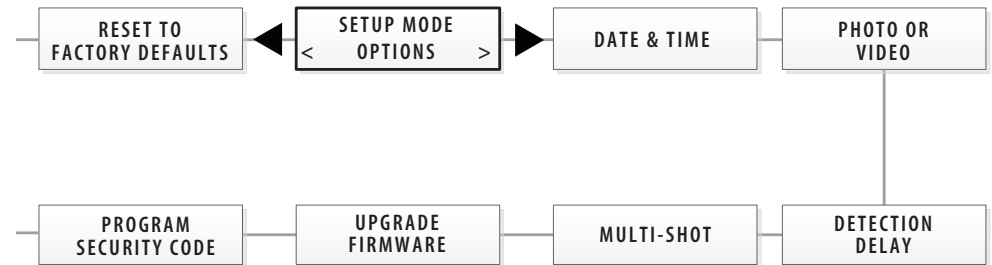 RESET TO
FACTORY DEFAULTS
SETUP MODE
< OPTIONS >
DATE & TIME
PHOTO OR
VIDEO
PROGRAM
SECURITY CODE
UPGRADE
FIRMWARE
MULTI-SHOT
DETECTION
DELAY